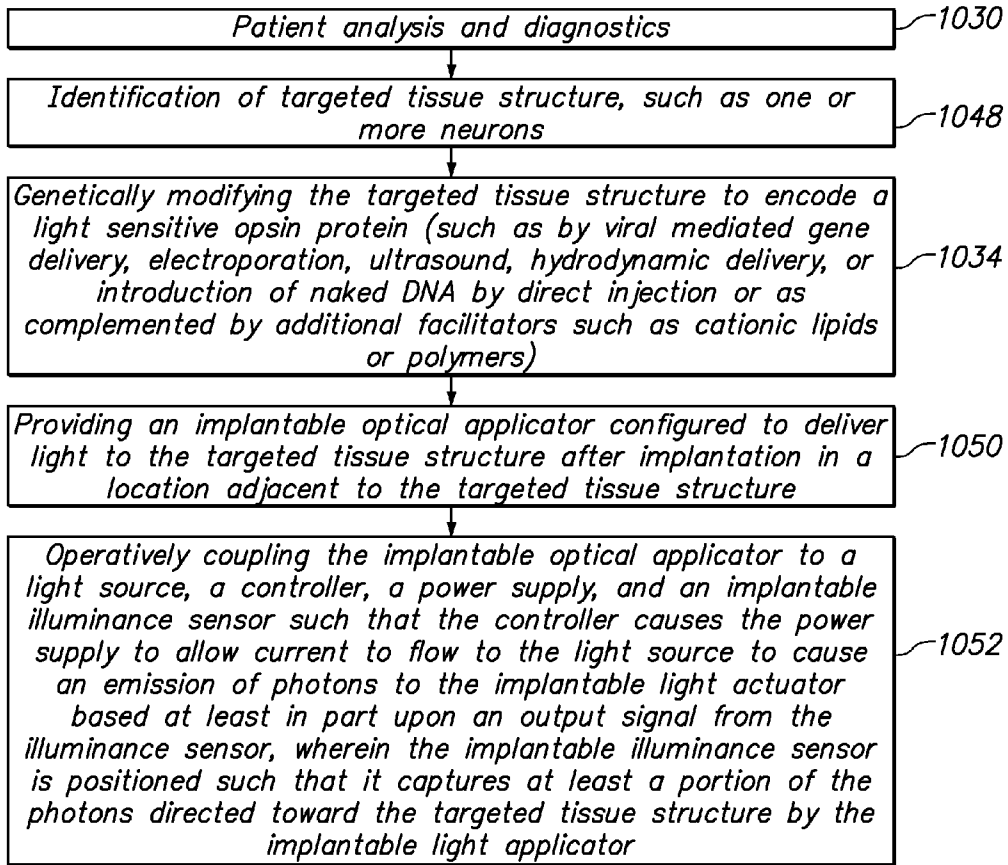 Patient analysis and diagnostics
1030
Identification of targeted tissue structure, such as one or
more neurons
1048
Genetically modifying the targeted tissue structure to encode a
light sensitive opsin protein (such as by viral mediated gene
delivery, electroporation, ultrasound, hydrodynamic delivery, or
introduction of naked DNA by direct injection or as
complemented by additional facilitators such as cationic lipids
or polymers)
1034
Providing an implantable optical applicator configured to deliver
light to the targeted tissue structure after implantation in a
location adjacent to the targeted tissue structure
1050
Operatively coupling the implantable optical applicator to a
light source, a controller, a power supply, and an implantable
illuminance sensor such that the controller causes the power
supply to allow current to flow to the light source to cause
an emission of photons to the implantable light actuator
based at least in part upon an output signal from the
illuminance sensor, wherein the implantable illuminance sensor
is positioned such that it captures at least a portion of the
photons directed toward the targeted tissue structure by the
implantable light applicator
1052